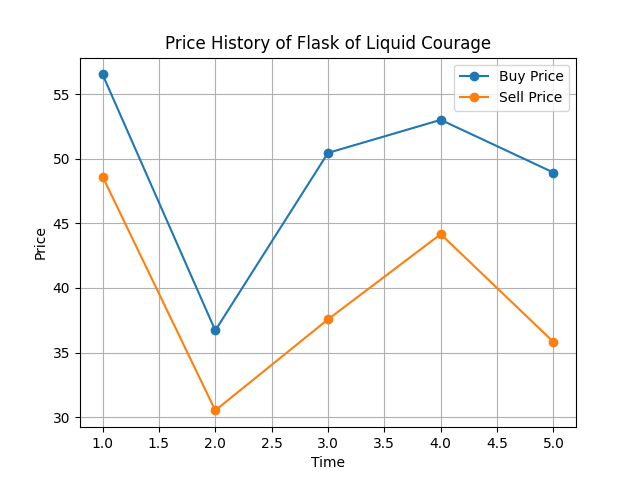 Price History of Flask of Liquid Courage
Buy Price
Sell Price
Price
55
50
45
40
35
30
1.0 1.5 2.0 2.5 3.0 3.5 4.0 4.5 5.0
Time